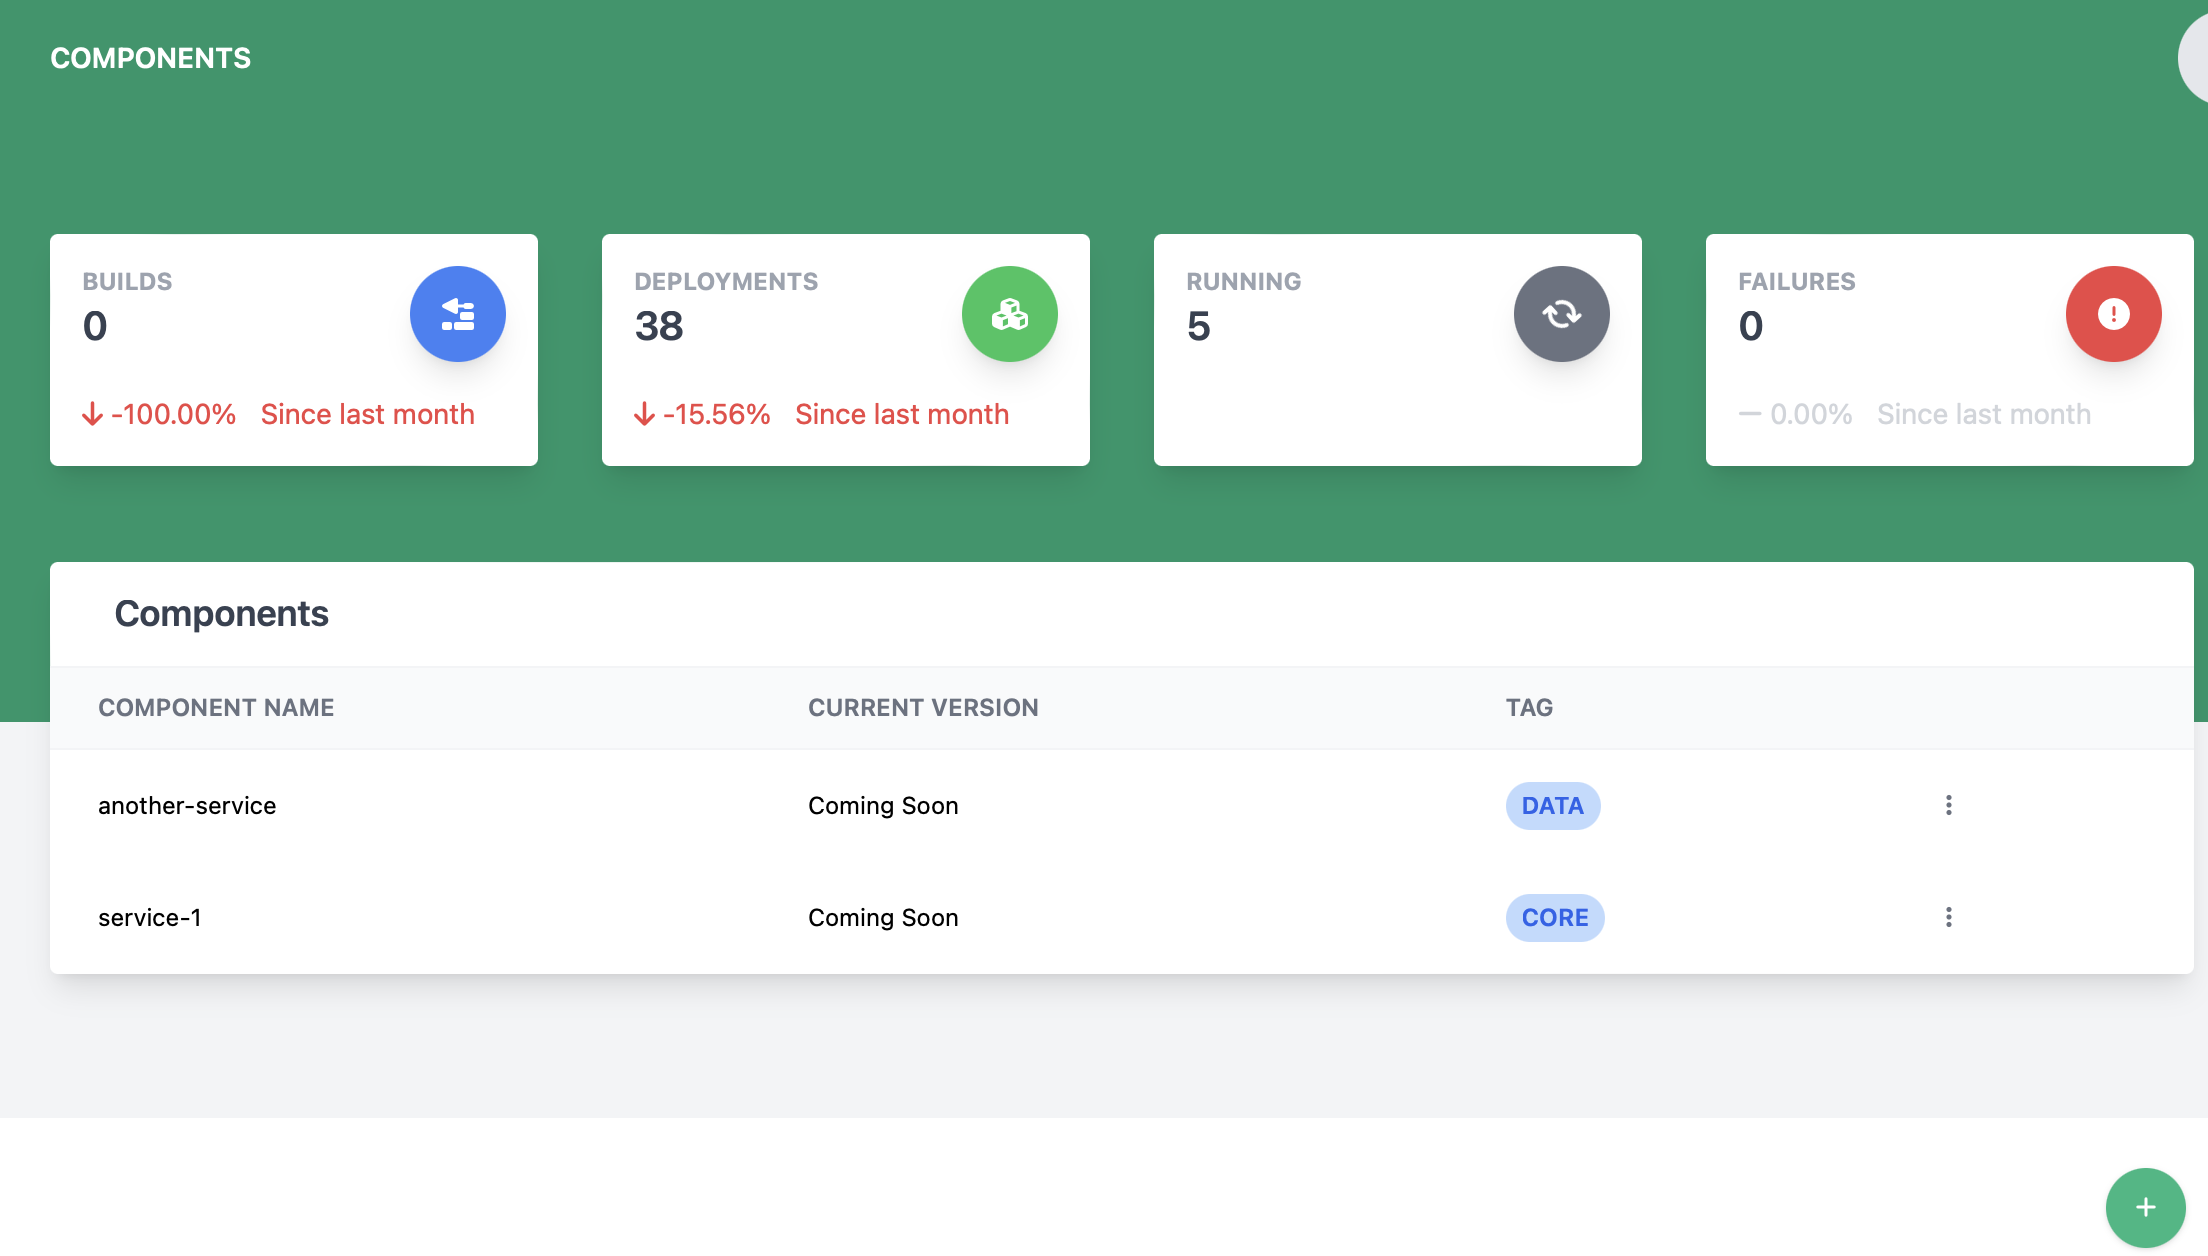 COMPONENTS
BUILDS
0
-100.00% Since last month
DEPLOYMENTS
38
-15.56% Since last month
RUNNING
5
FAILURES
0
0.00% Since last month
Components
COMPONENT NAME CURRENT VERSION TAG
another-service Coming Soon DATA
service-1 Coming Soon CORE